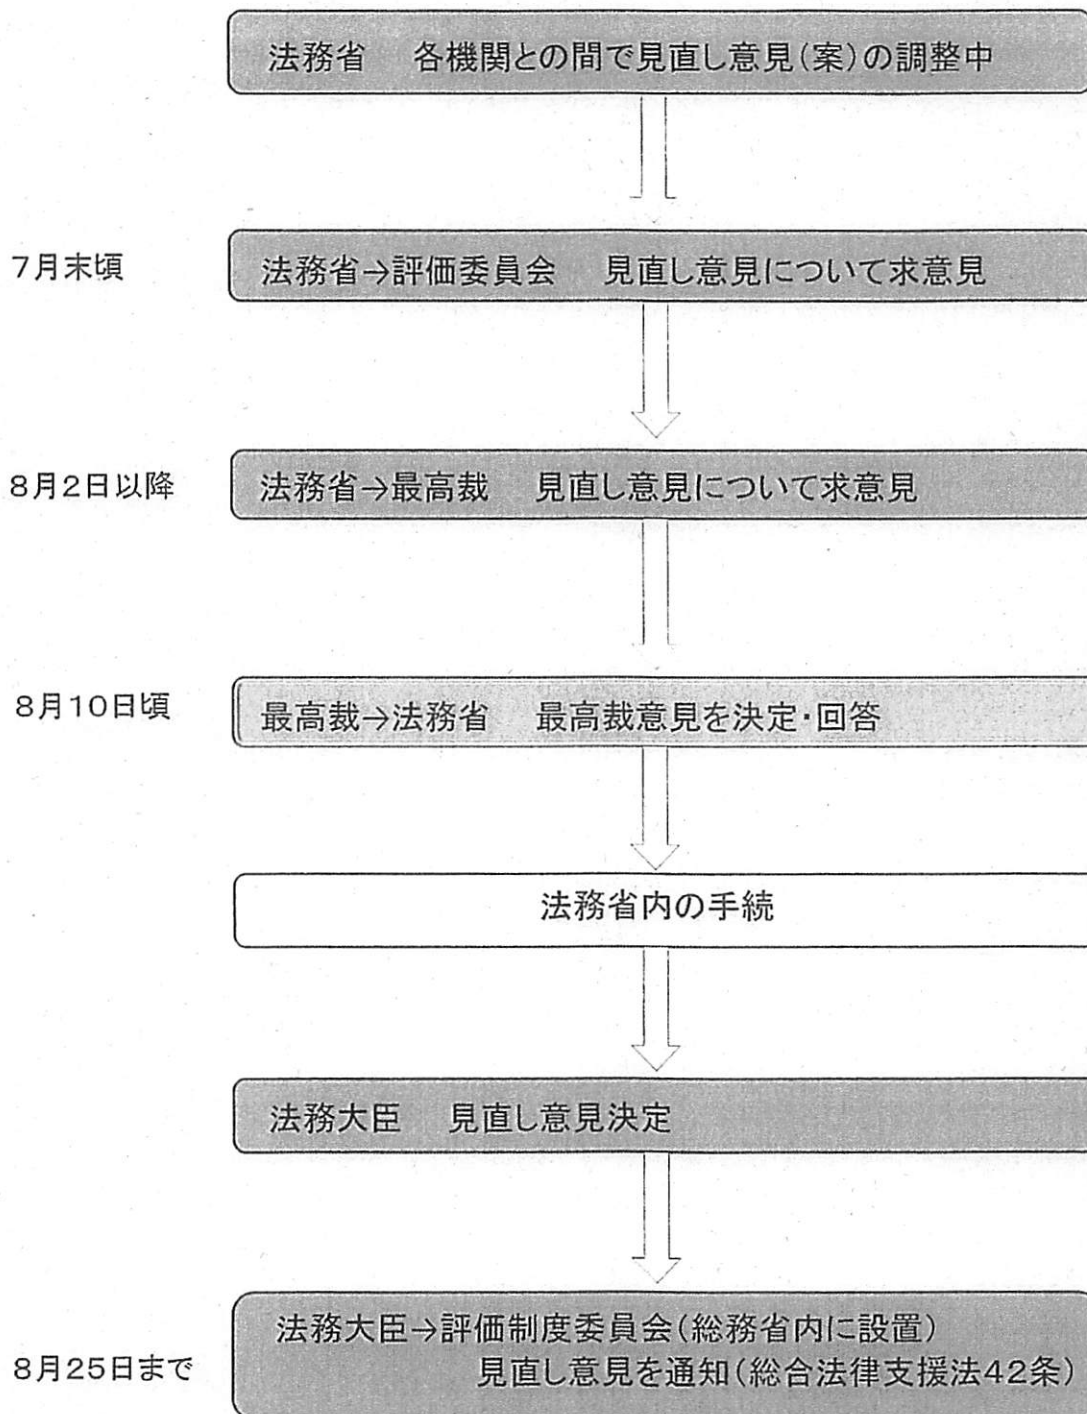 法務省　各機関との間で見直し意見（案）の調整中
7月末頃
法務省→評価委員会　見直し意見について求意見
8月2日以降
法務省→最高裁　見直し意見について求意見
8月10日頃
最高裁→法務省　最高裁意見を決定・回答
法務省内の手続
法務大臣　見直し意見決定
法務大臣→評価制度委員会（総務省内に設置）
8月25日まで
見直し意見を通知（総合法律支援法42条）